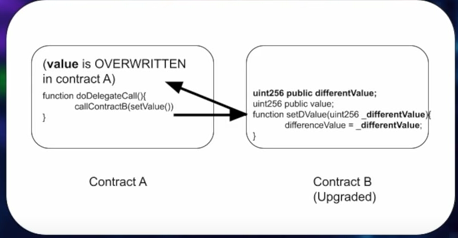 (value is OVERWRITTEN
in contract A)
function doDelegateCall(){
callContractB(setValue())
}
uint256 public differentValue;
uint256 public value;
function setDValue(uint256 _differentValue){
differenceValue = _differentValue;
}
Contract A
Contract B
(Upgraded)